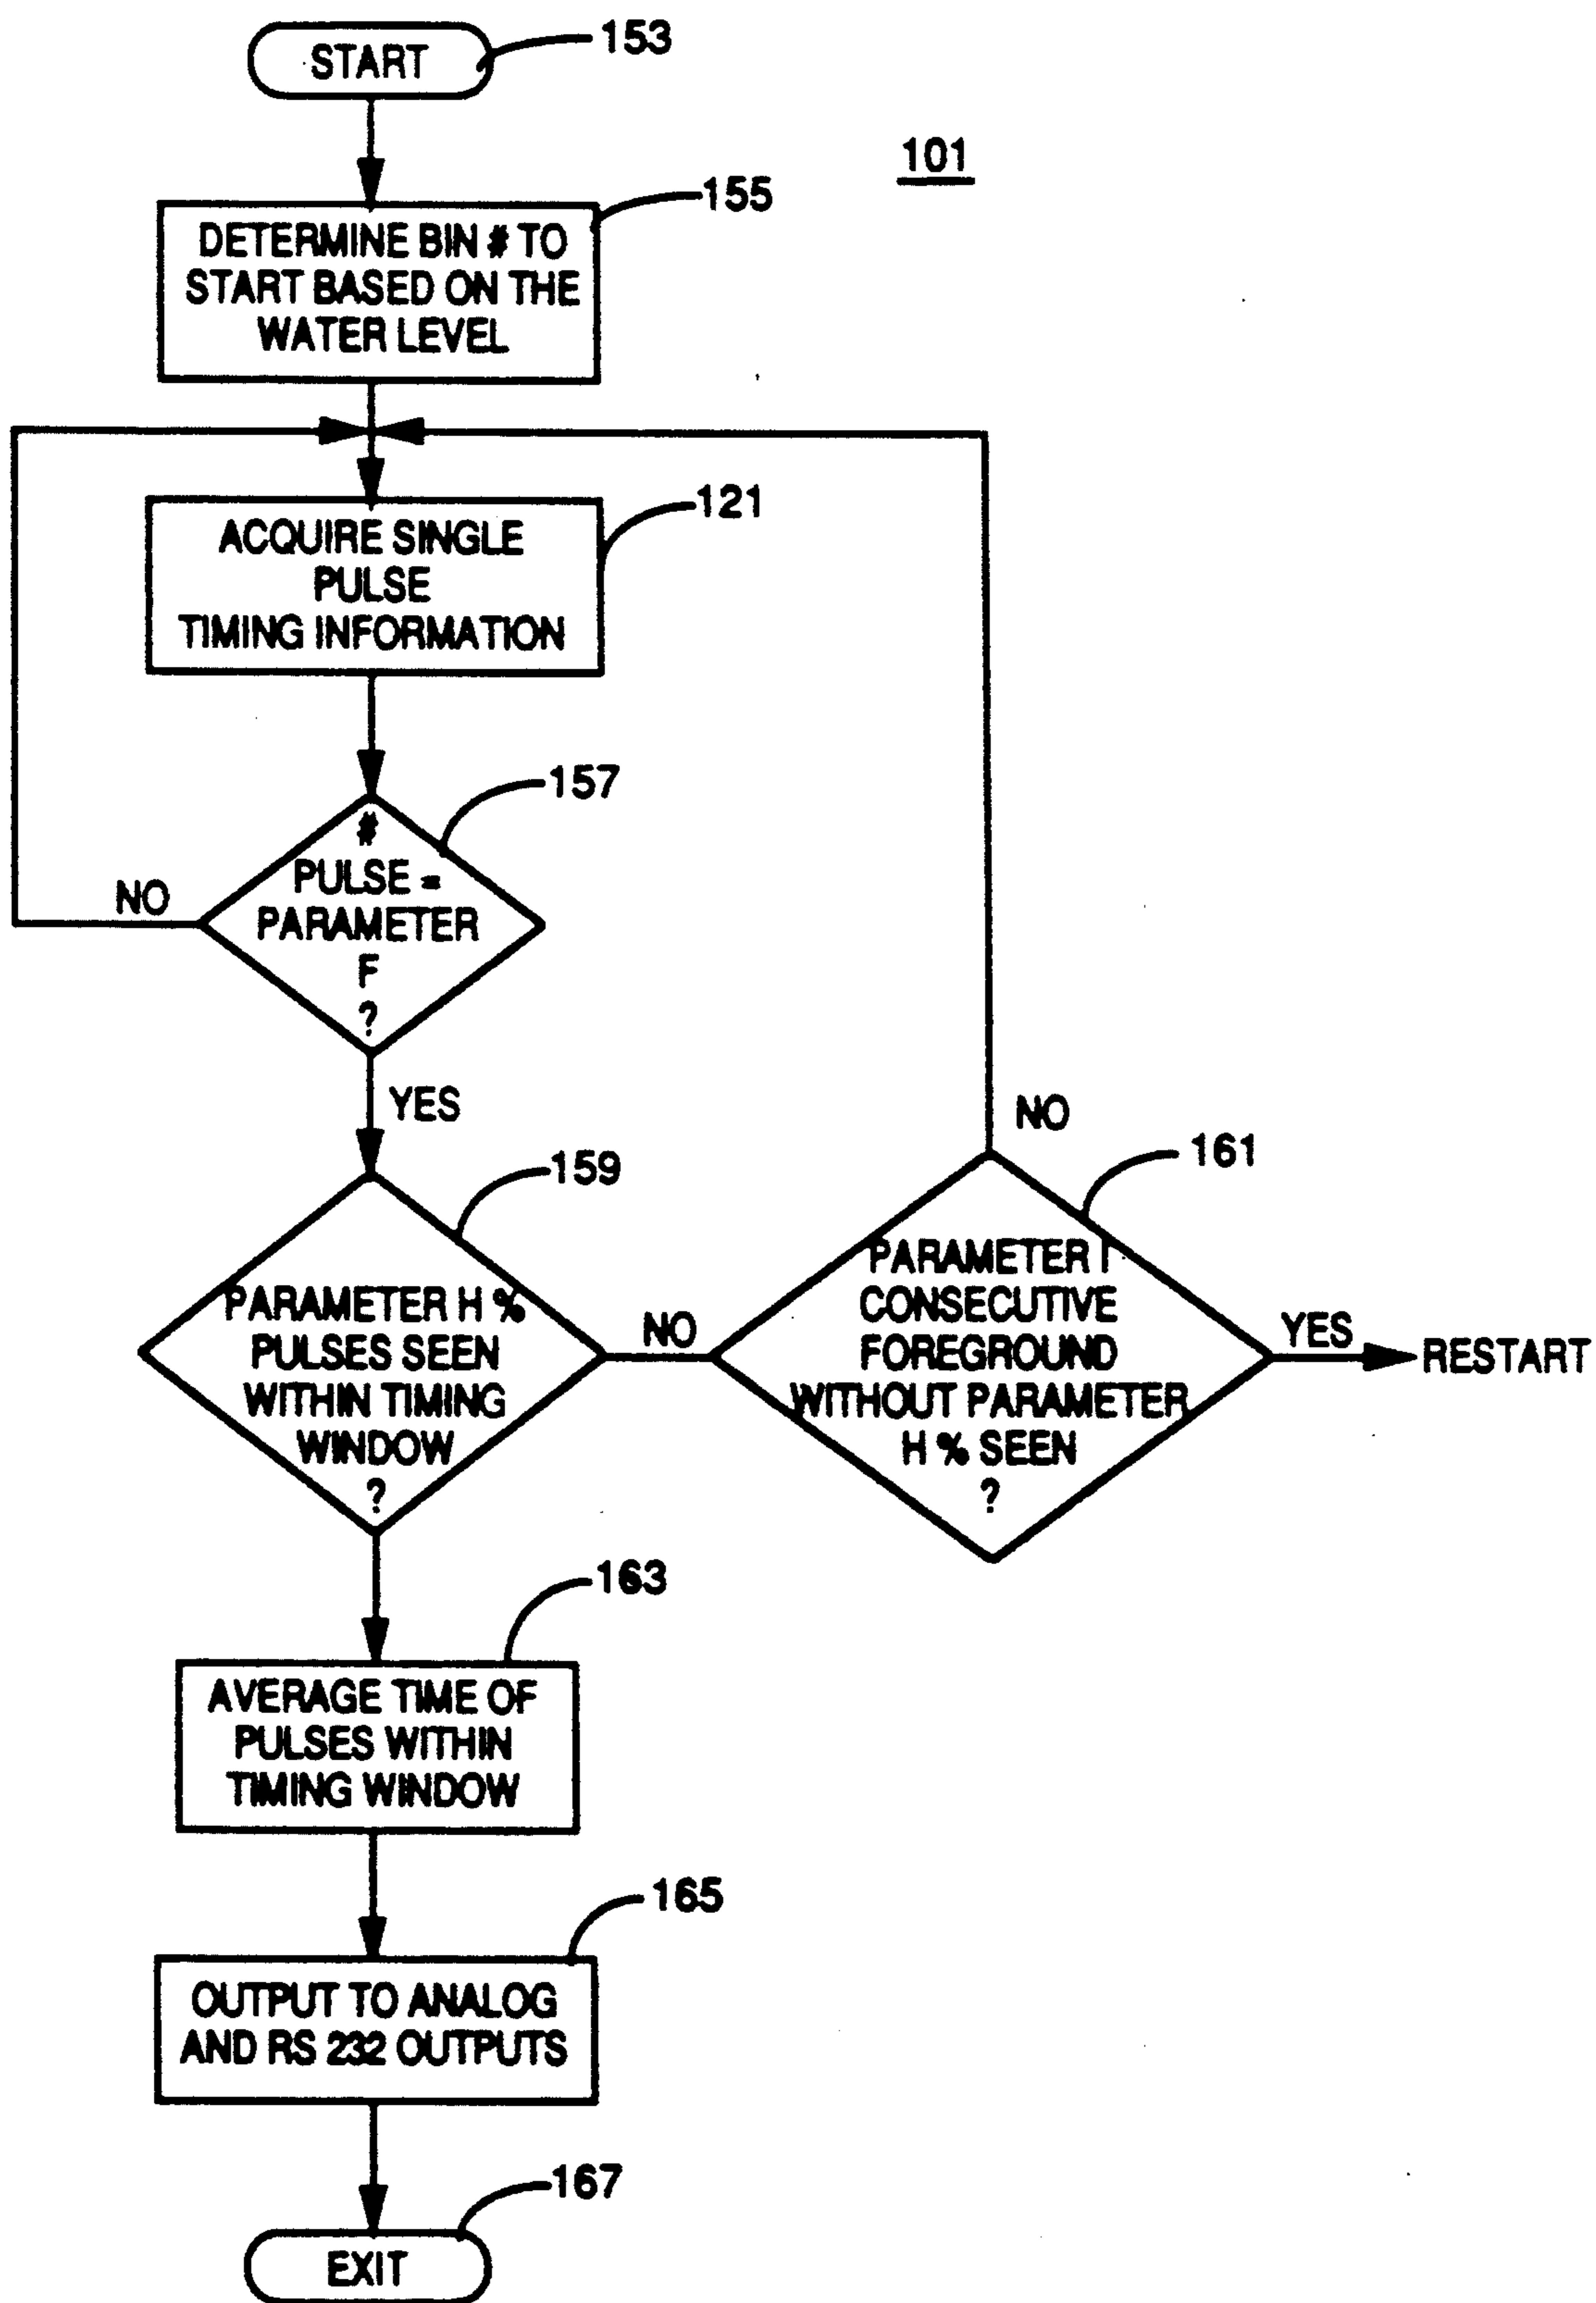 START
153
101
155
DETERMINE BIN # TO
START BASED ON THE
WATER LEVEL
121
ACQUIRE SINGLE
PULSE
TIMING INFORMATION
157
#
PULSE =
PARAMETER
F
?
NO
YES
159
PARAMETER H %
PULSES SEEN
WITHIN TIMING
WINDOW
?
NO
NO
161
PARAMETER I
CONSECUTIVE
FOREGROUND
WITHOUT PARAMETER
H % SEEN
?
YES
RESTART
163
AVERAGE TIME OF
PULSES WITHIN
TIMING WINDOW
165
OUTPUT TO ANALOG
AND RS 232 OUTPUTS
167
EXIT